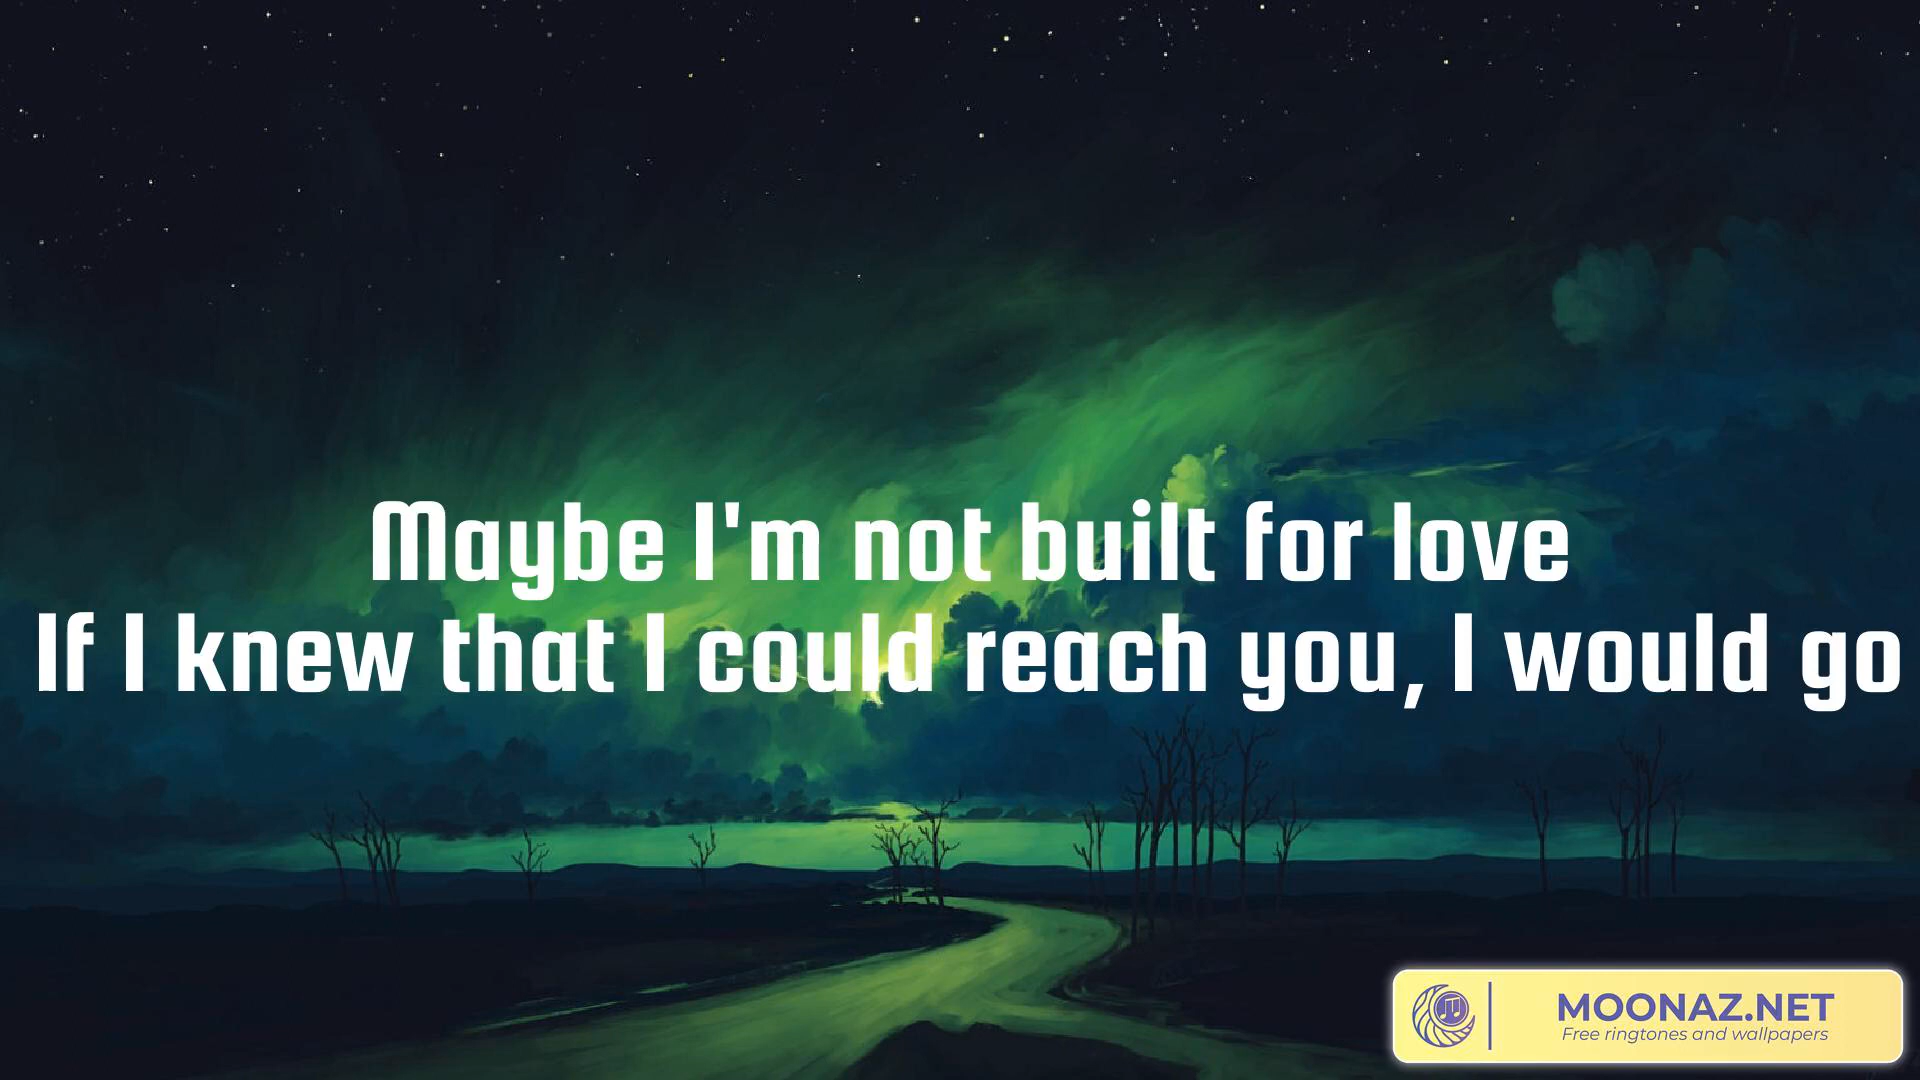 Maybe I'm not built for love
If I knew that I could reach you, I would go
MOONAZ.NET
Free ringtones and wallpapers